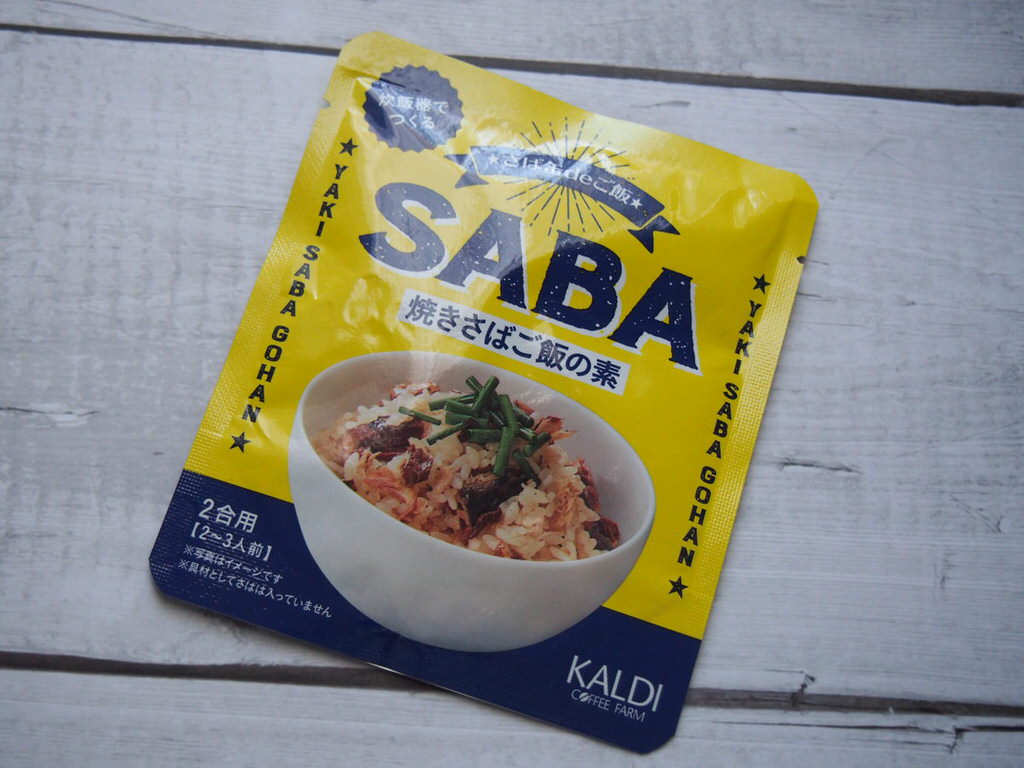 炊飯器で
つくる
★さば缶deご飯★
SABA
焼きさばご飯の素
★ YAKI SABA GOHAN ★
★ YAKI SABA GOHAN ★
2合用
【2～3人前】
※写真はイメージです
※具材としてさばは入っていません
KALDI
COFFEE FARM